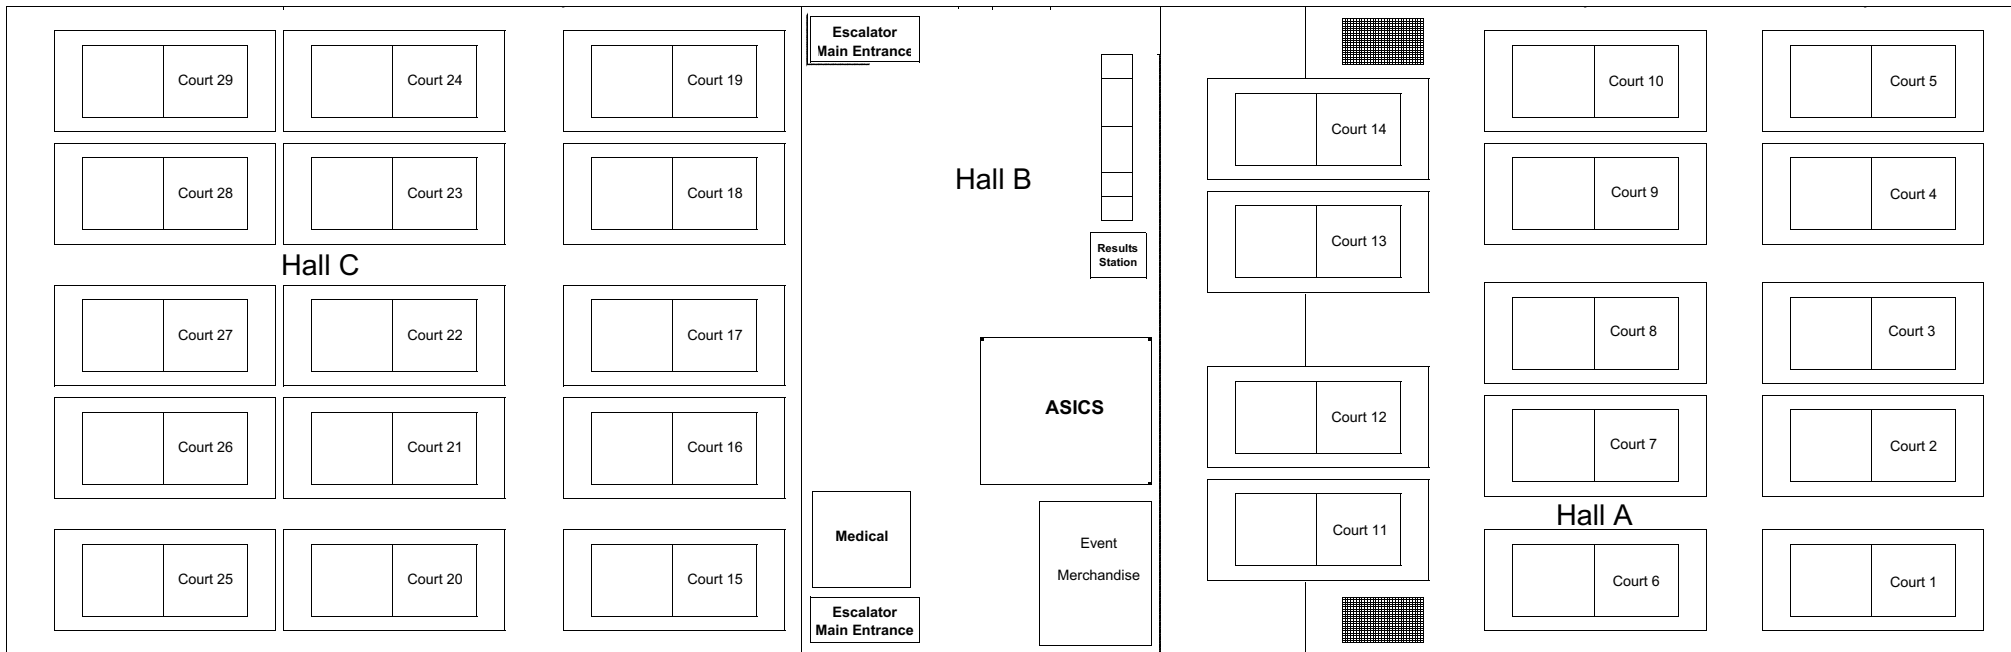 Escalator
Main Entrance
Court 29
Court 24
Court 19
Court 10
Court 5
Court 14
Hall B
Court 28
Court 23
Court 18
Court 9
Court 4
Court 13
Results
Station
Hall C
Court 27
Court 22
Court 17
Court 8
Court 3
ASICS
Court 12
Court 26
Court 21
Court 16
Court 7
Court 2
Hall A
Court 11
Medical
Event
Merchandise
Court 25
Court 20
Court 15
Court 6
Court 1
Escalator
Main Entrance